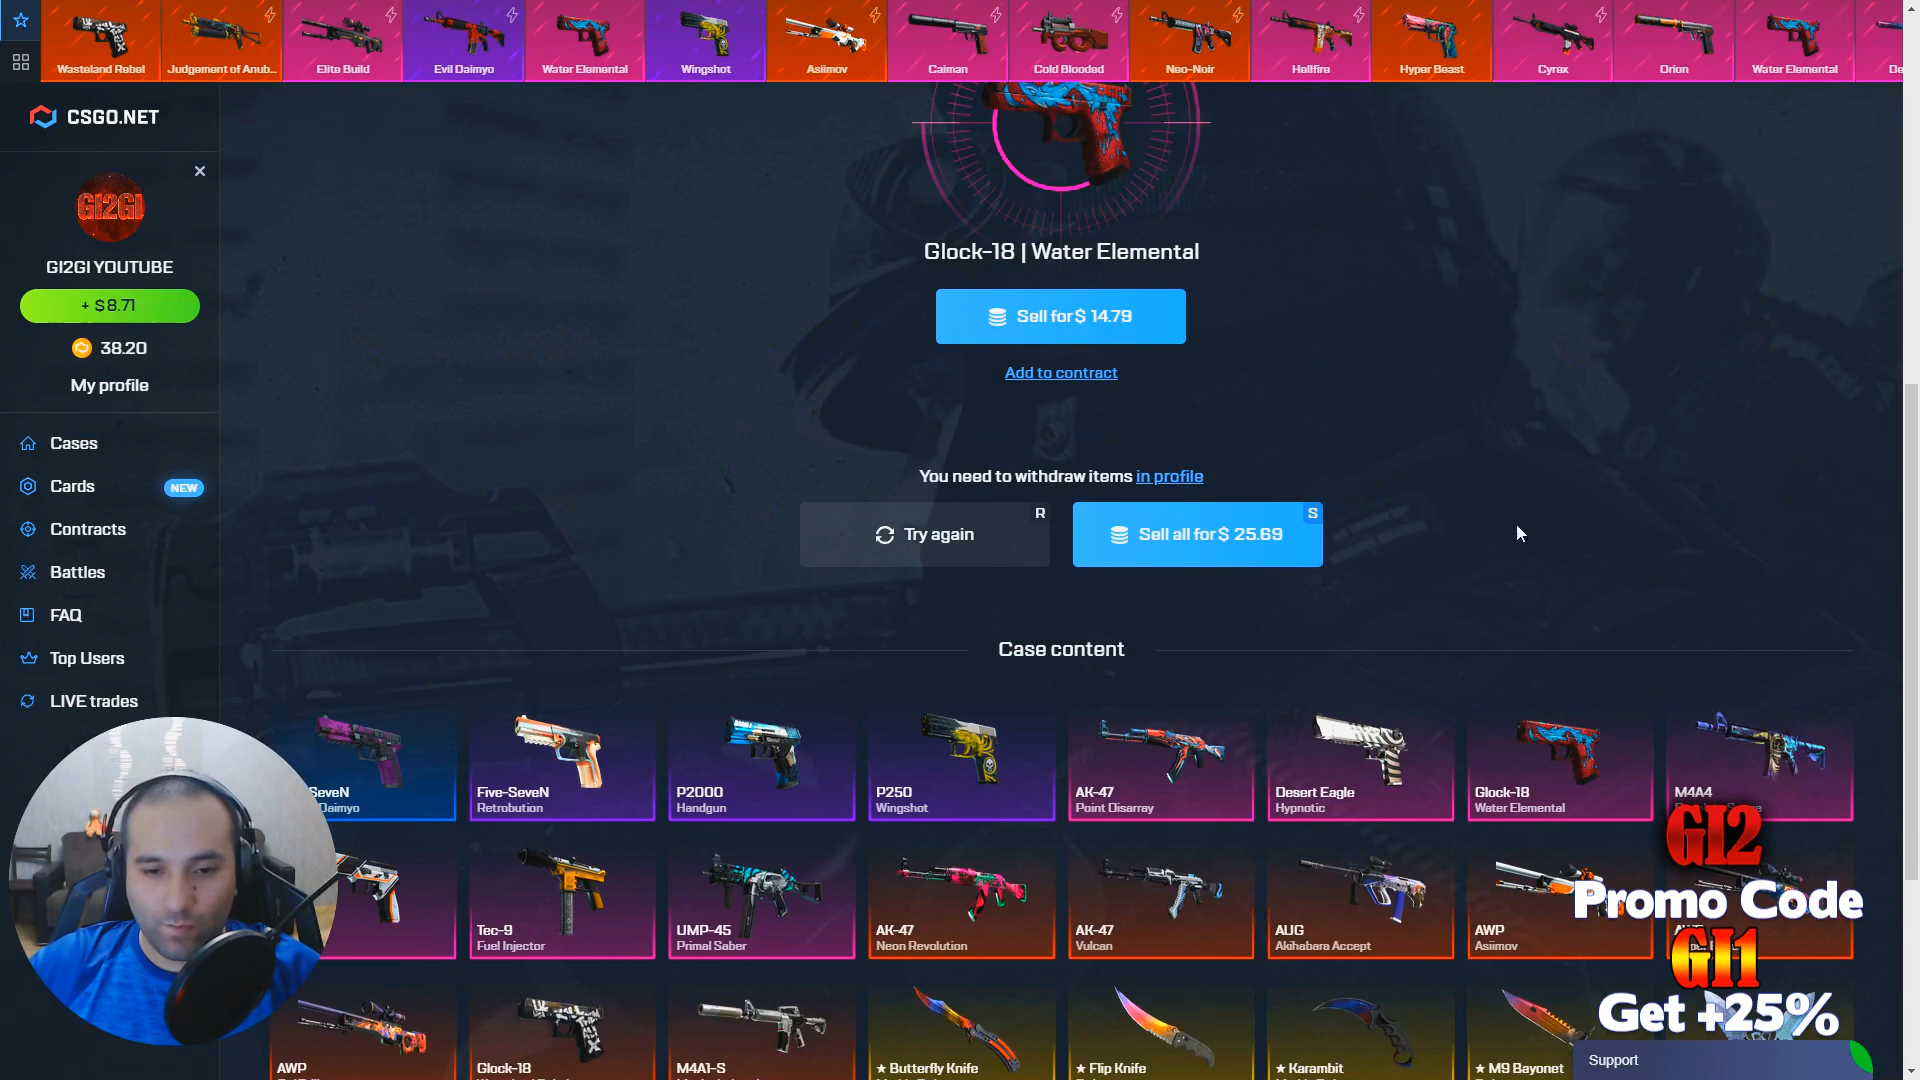 Wasteland Rebel
Judgement of Anub...
Elite Build
Evil Daimyo
Water Elemental
Wingshot
Asiimov
Caiman
Cold Blooded
Neo-Noir
Hellfire
Hyper Beast
Cyrex
Orion
Water Elemental
De
CSGO.NET
GI2GI
GI2GI YOUTUBE
+ $8.71
38.20
My profile
Cases
Cards NEW
Contracts
Battles
FAQ
Top Users
LIVE trades
Glock-18 | Water Elemental
Sell for $ 14.79
Add to contract
You need to withdraw items in profile
Try again R
Sell all for $ 25.69 S
Case content
SeveN
Daimyo
Five-SeveN
Retrobution
P2000
Handgun
P250
Wingshot
AK-47
Point Disarray
Desert Eagle
Hypnotic
Glock-18
Water Elemental
M4A4
Tec-9
Fuel Injector
UMP-45
Primal Saber
AK-47
Neon Revolution
AK-47
Vulcan
AUG
Akihabara Accept
AWP
Asiimov
AWP
Glock-18
M4A1-S
★ Butterfly Knife
★ Flip Knife
★ Karambit
★ M9 Bayonet
GI2
Promo Code
GI1
Get +25%
Support